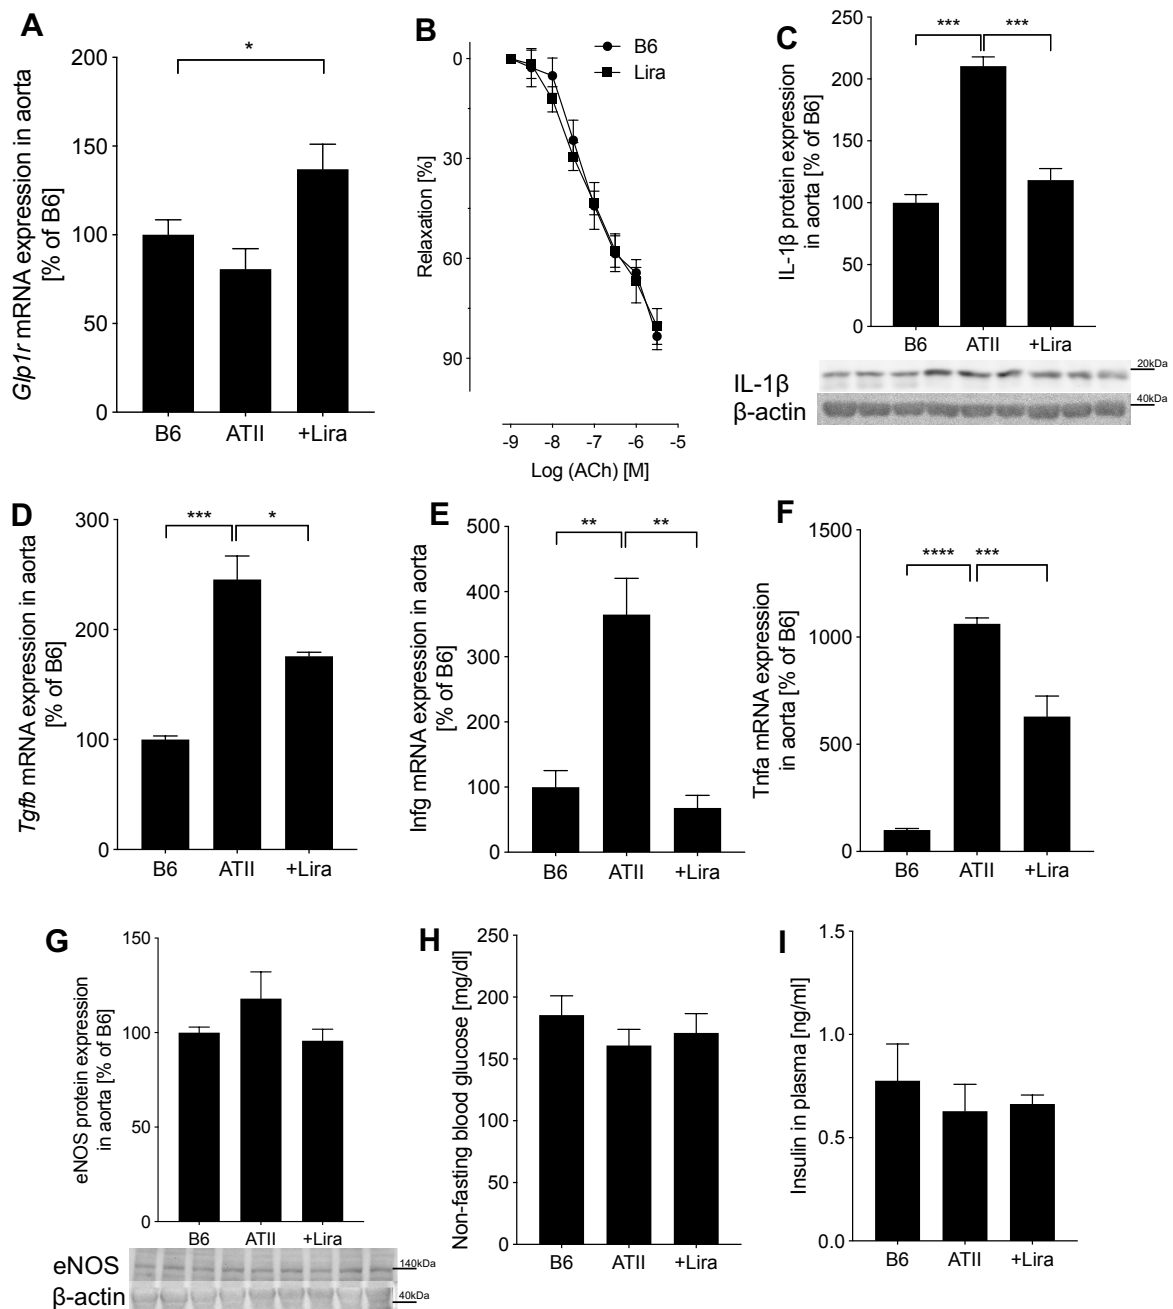 A
Glp1r mRNA expression in aorta
[% of B6]
200
150
100
50
0
*
B6 ATII +Lira
B
Relaxation [%]
0
30
60
90
B6
Lira
-9 -8 -7 -6 -5
Log (ACh) [M]
C
IL-1β protein expression
in aorta [% of B6]
250
200
150
100
50
0
*** ***
B6 ATII +Lira
IL-1β
20kDa
β-actin
40kDa
D
Tgfb mRNA expression in aorta
[% of B6]
300
200
100
0
*** *
B6 ATII +Lira
E
Infg mRNA expression in aorta
[% of B6]
500
400
300
200
100
0
** **
B6 ATII +Lira
F
Tnfa mRNA expression
in aorta [% of B6]
1500
1000
500
0
**** ***
B6 ATII +Lira
G
eNOS protein expression
in aorta [% of B6]
150
100
50
0
B6 ATII +Lira
eNOS
140kDa
β-actin
40kDa
H
Non-fasting blood glucose [mg/dl]
250
200
150
100
50
0
B6 ATII +Lira
I
Insulin in plasma [ng/ml]
1.5
1.0
0.5
0.0
B6 ATII +Lira